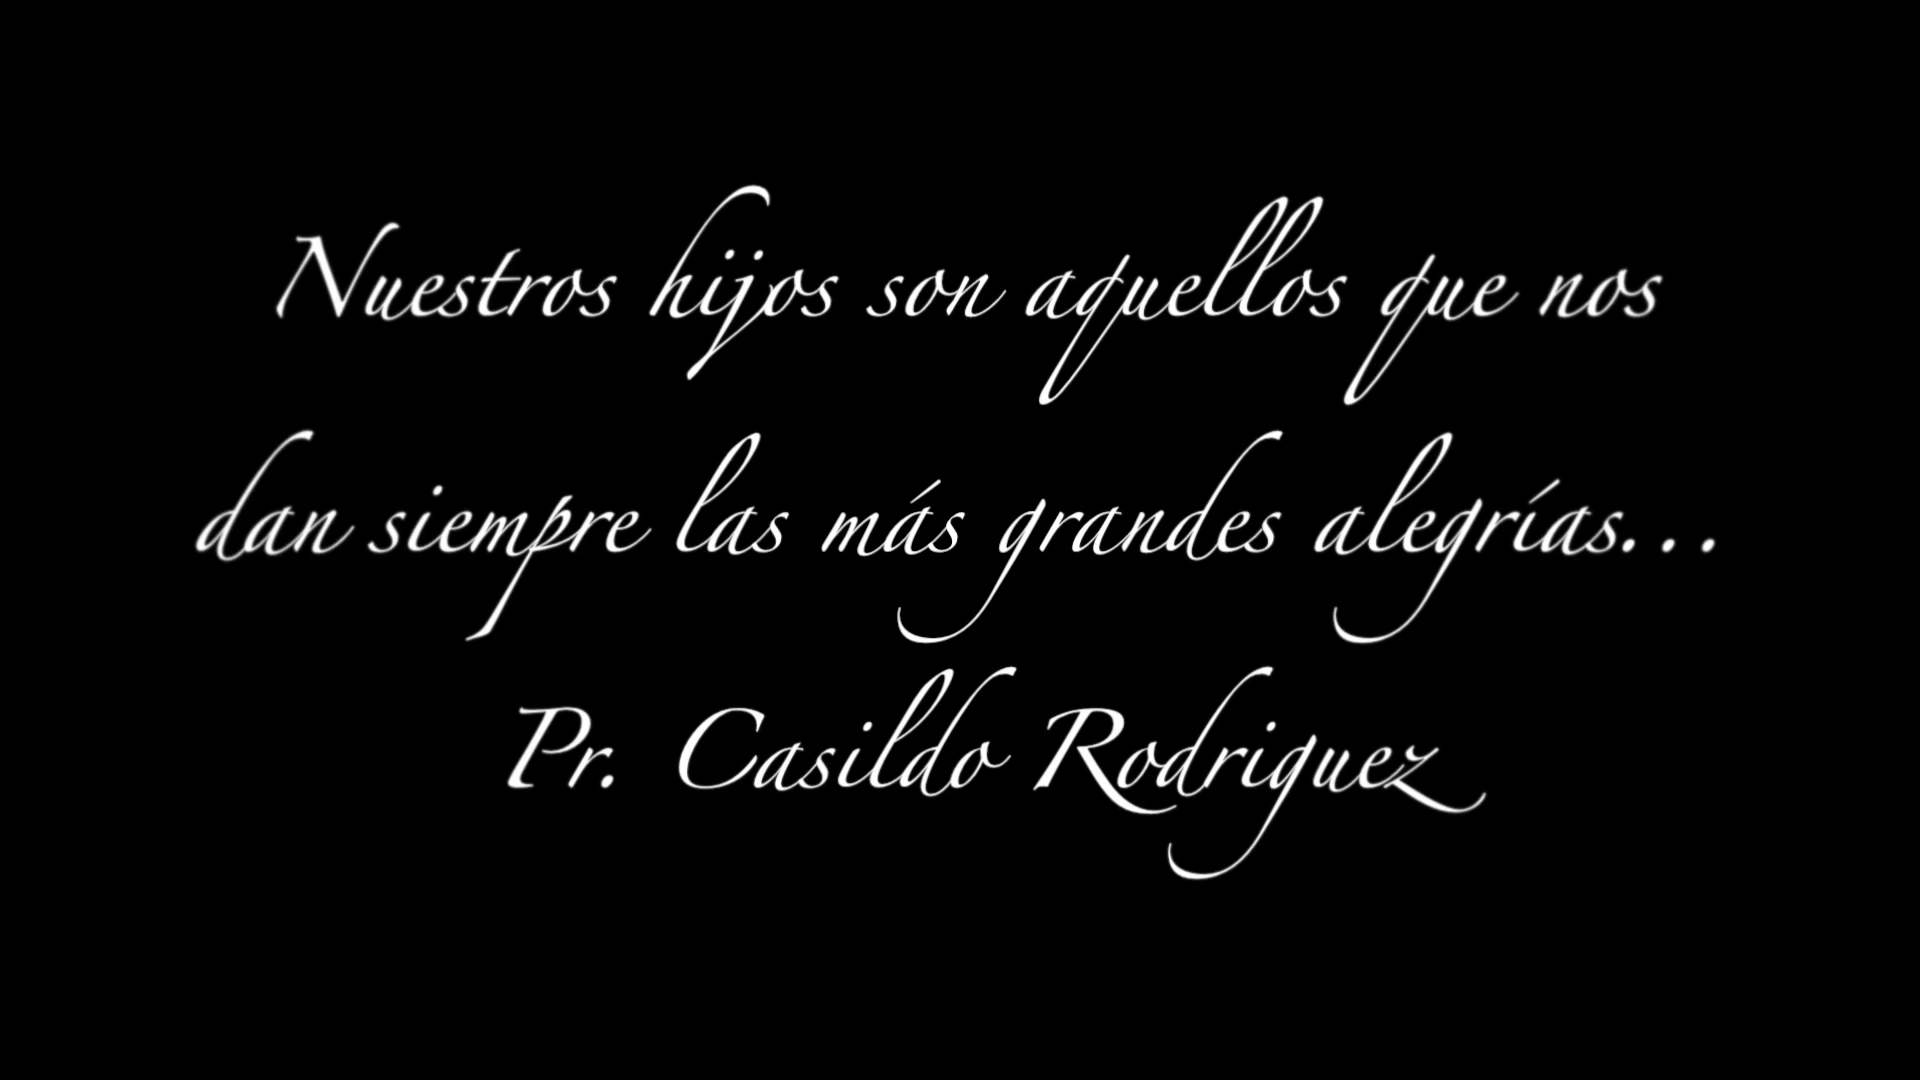 Nuestros hijos son aquellos que nos
dan siempre las más grandes alegrías...
Pr. Casildo Rodriguez